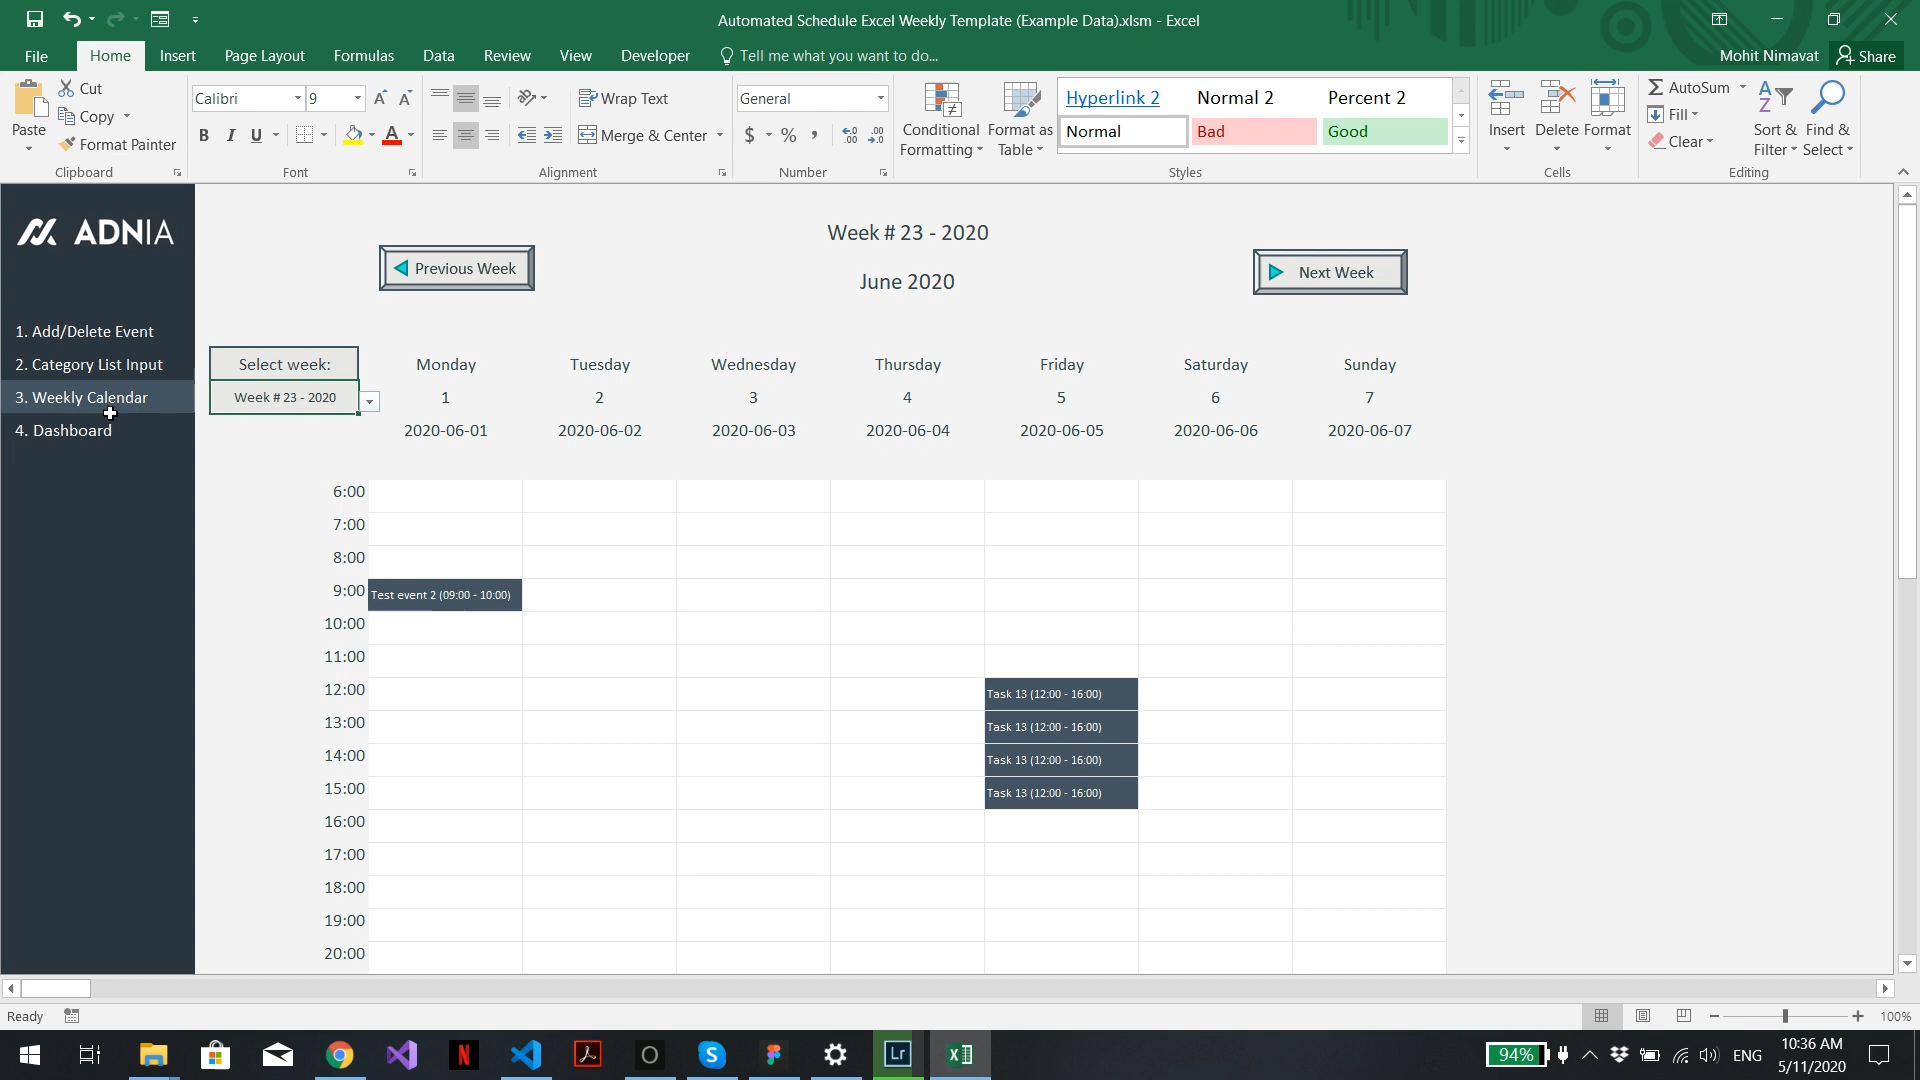 Automated Schedule Excel Weekly Template (Example Data).xlsm - Excel
File Home Insert Page Layout Formulas Data Review View Developer Tell me what you want to do... Mohit Nimavat Share
Cut
Copy
Format Painter
Paste
Clipboard
Calibri 9
B I U A
Font
Wrap Text
Merge & Center
Alignment
General
$ % ,
Number
Conditional Formatting
Format as Table
Hyperlink 2 Normal 2 Percent 2
Normal Bad Good
Styles
Insert Delete Format
Cells
AutoSum
Fill
Clear
Sort & Filter
Find & Select
Editing
ADNIA
1. Add/Delete Event
2. Category List Input
3. Weekly Calendar
4. Dashboard
Week # 23 - 2020
Previous Week
June 2020
Next Week
Select week:
Week # 23 - 2020
Monday Tuesday Wednesday Thursday Friday Saturday Sunday
1 2 3 4 5 6 7
2020-06-01 2020-06-02 2020-06-03 2020-06-04 2020-06-05 2020-06-06 2020-06-07
6:00
7:00
8:00
9:00 Test event 2 (09:00 - 10:00)
10:00
11:00
12:00 Task 13 (12:00 - 16:00)
13:00 Task 13 (12:00 - 16:00)
14:00 Task 13 (12:00 - 16:00)
15:00 Task 13 (12:00 - 16:00)
16:00
17:00
18:00
19:00
20:00
Ready
100%
94% ENG
10:36 AM
5/11/2020